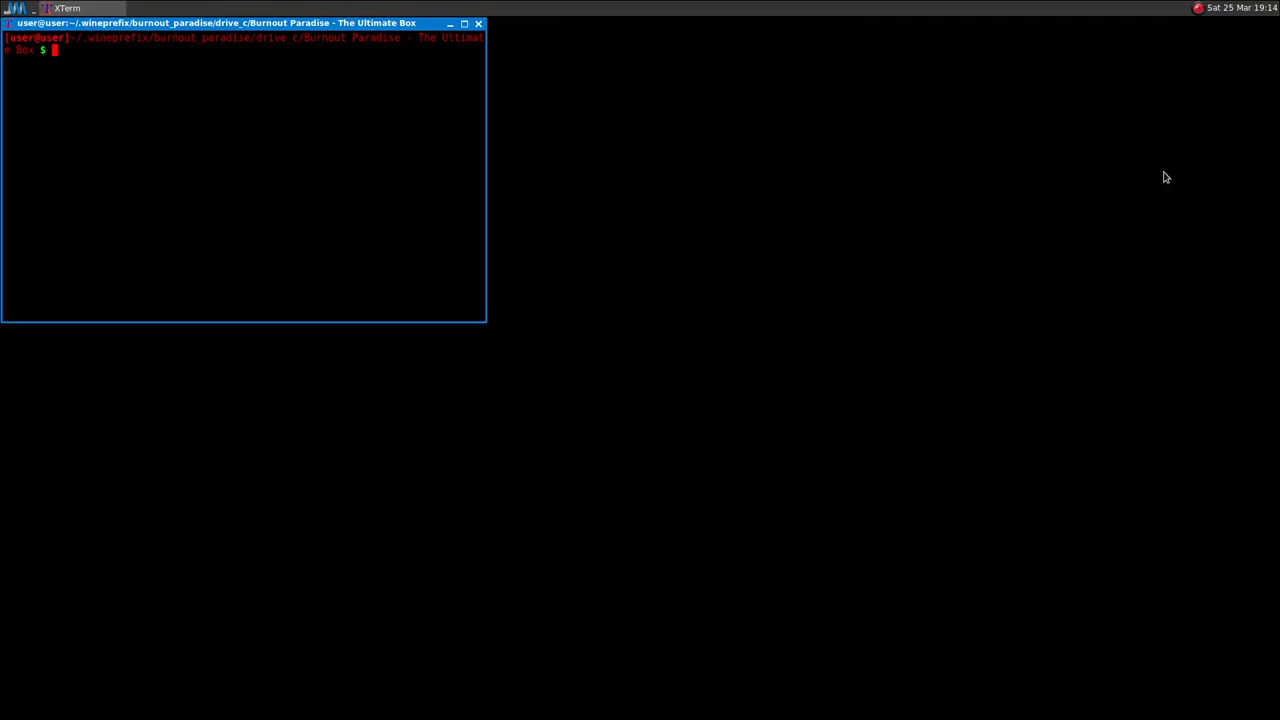 XTerm
Sat 25 Mar 19:14
user@user:~/.wineprefix/burnout_paradise/drive_c/Burnout Paradise - The Ultimate Box
[user@user]~/.wineprefix/burnout_paradise/drive_c/Burnout Paradise - The Ultimat
e Box $